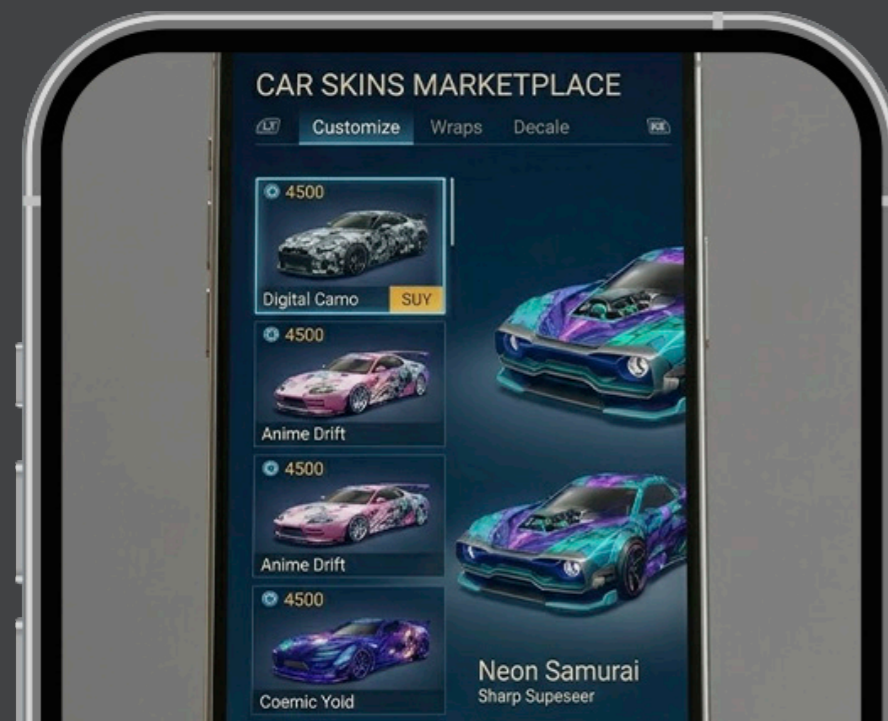 CAR SKINS MARKETPLACE
LT Customize Wraps Decale
4500
Digital Camo SUY
4500
Anime Drift
4500
Anime Drift
4500
Coemic Yoid
Neon Samurai
Sharp Supeseer